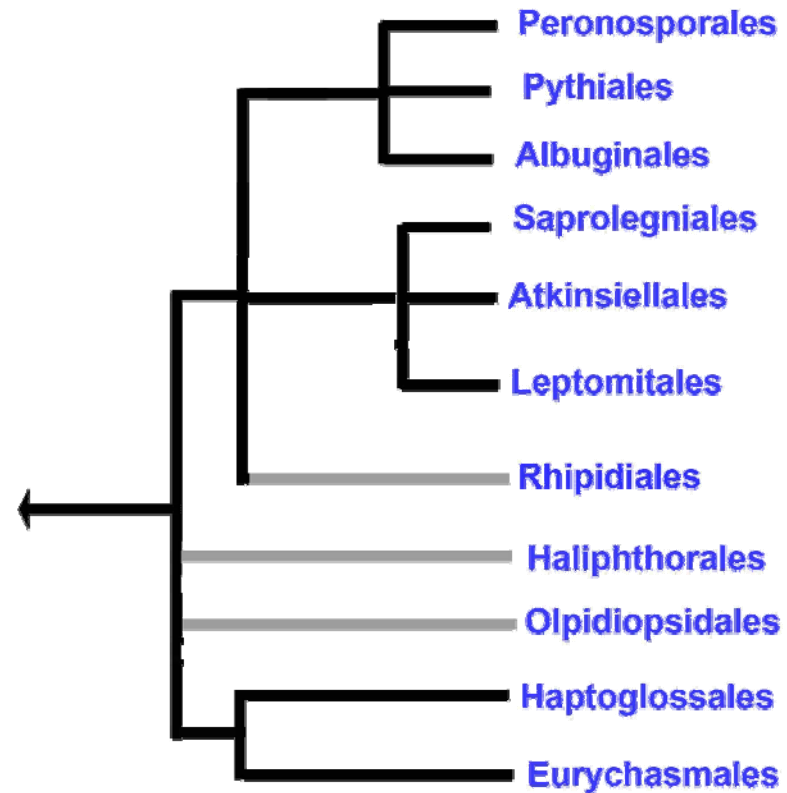 Peronosporales
Pythiales
Albuginales
Saprolegniales
Atkinsiellales
Leptomitales
Rhipidiales
Haliphthorales
Olpidiopsidales
Haptoglossales
Eurychasmales